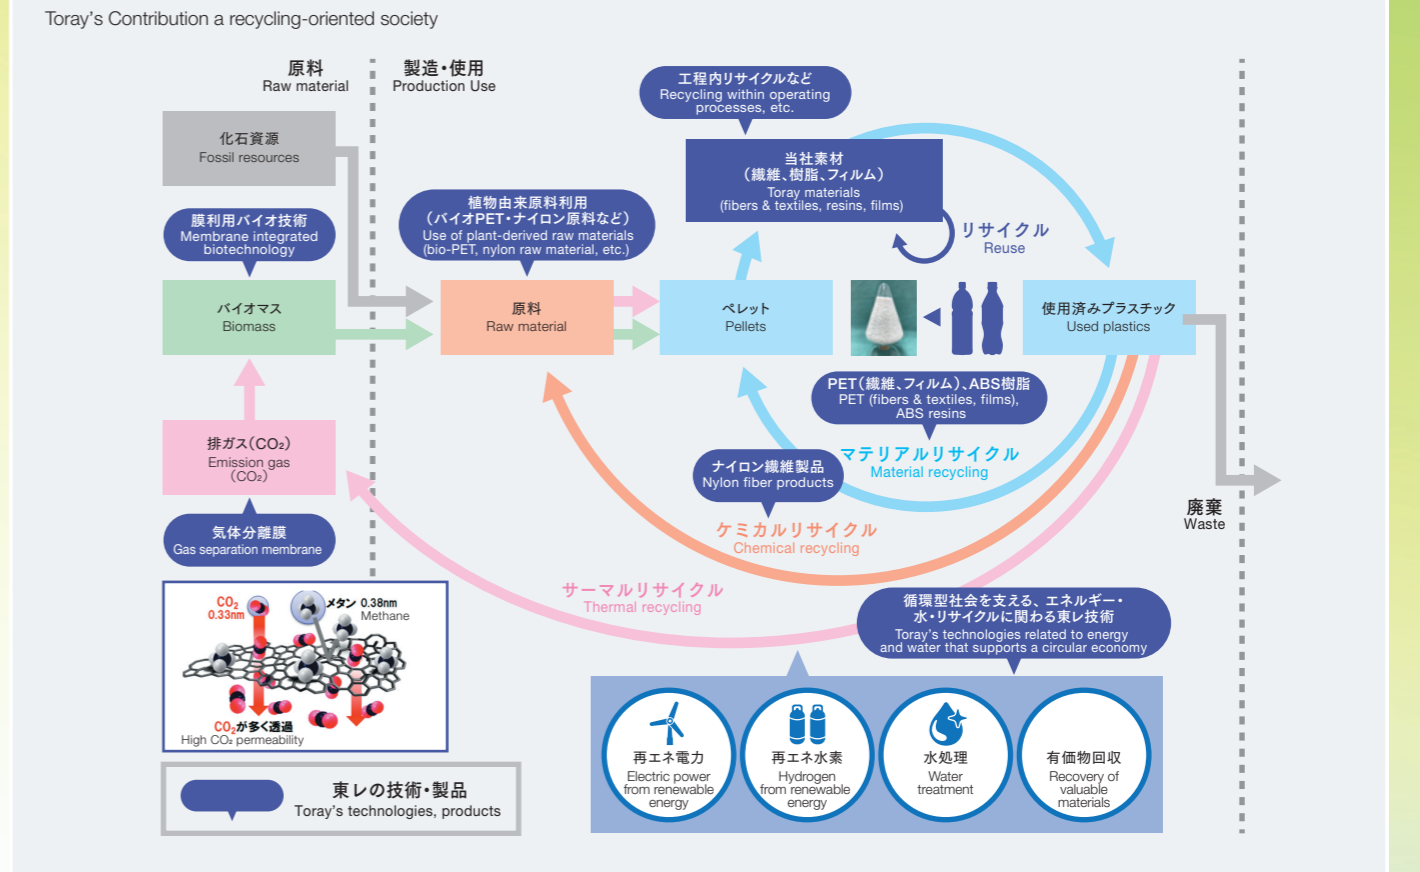 Toray's Contribution a recycling-oriented society
原料
Raw material
製造・使用
Production Use
工程内リサイクルなど
Recycling within operating
processes, etc.
化石資源
Fossil resources
当社素材
（繊維、樹脂、フィルム）
Toray materials
(fibers & textiles, resins, films)
膜利用バイオ技術
Membrane integrated
biotechnology
植物由来原料利用
（バイオPET・ナイロン原料など）
Use of plant-derived raw materials
(bio-PET, nylon raw material, etc.)
リサイクル
Reuse
バイオマス
Biomass
原料
Raw material
ペレット
Pellets
使用済みプラスチック
Used plastics
PET（繊維、フィルム）、ABS樹脂
PET (fibers & textiles, films),
ABS resins
排ガス（CO₂）
Emission gas
(CO₂)
マテリアルリサイクル
Material recycling
ナイロン繊維製品
Nylon fiber products
廃棄
Waste
気体分離膜
Gas separation membrane
ケミカルリサイクル
Chemical recycling
サーマルリサイクル
Thermal recycling
CO₂
0.33nm
メタン 0.38nm
Methane
CO₂が多く透過
High CO₂ permeability
循環型社会を支える、エネルギー・
水・リサイクルに関わる東レ技術
Toray's technologies related to energy
and water that supports a circular economy
再エネ電力
Electric power
from renewable
energy
再エネ水素
Hydrogen
from renewable
energy
水処理
Water
treatment
有価物回収
Recovery of
valuable
materials
東レの技術・製品
Toray's technologies, products